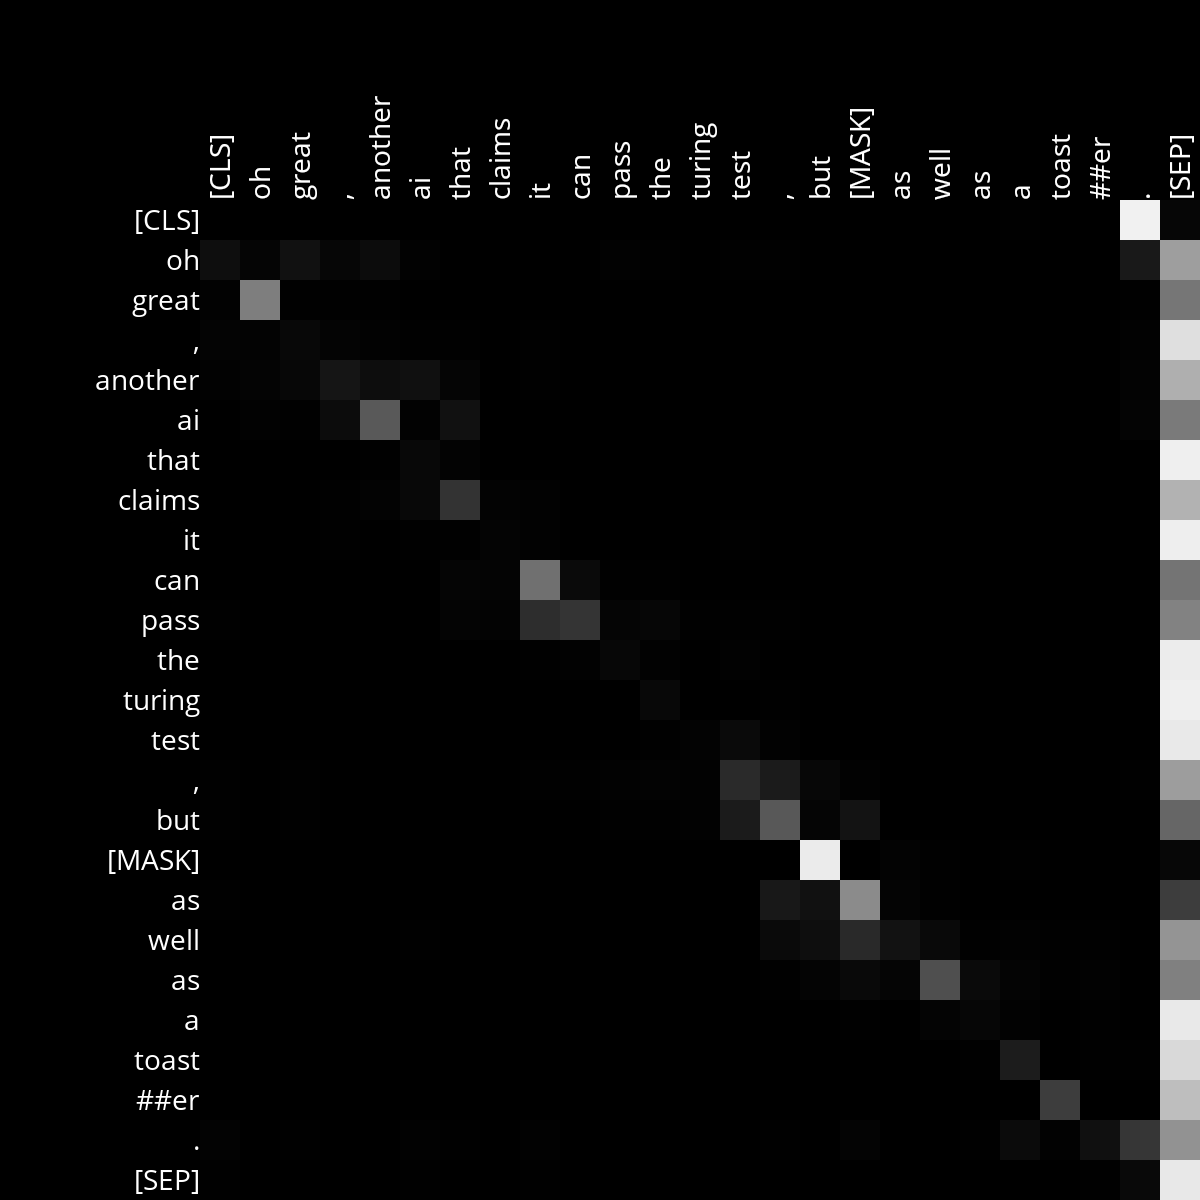 [CLS] oh great , another ai that claims it can pass the turing test , but [MASK] as well as a toast ##er . [SEP]
[CLS]
oh
great
,
another
ai
that
claims
it
can
pass
the
turing
test
,
but
[MASK]
as
well
as
a
toast
##er
.
[SEP]